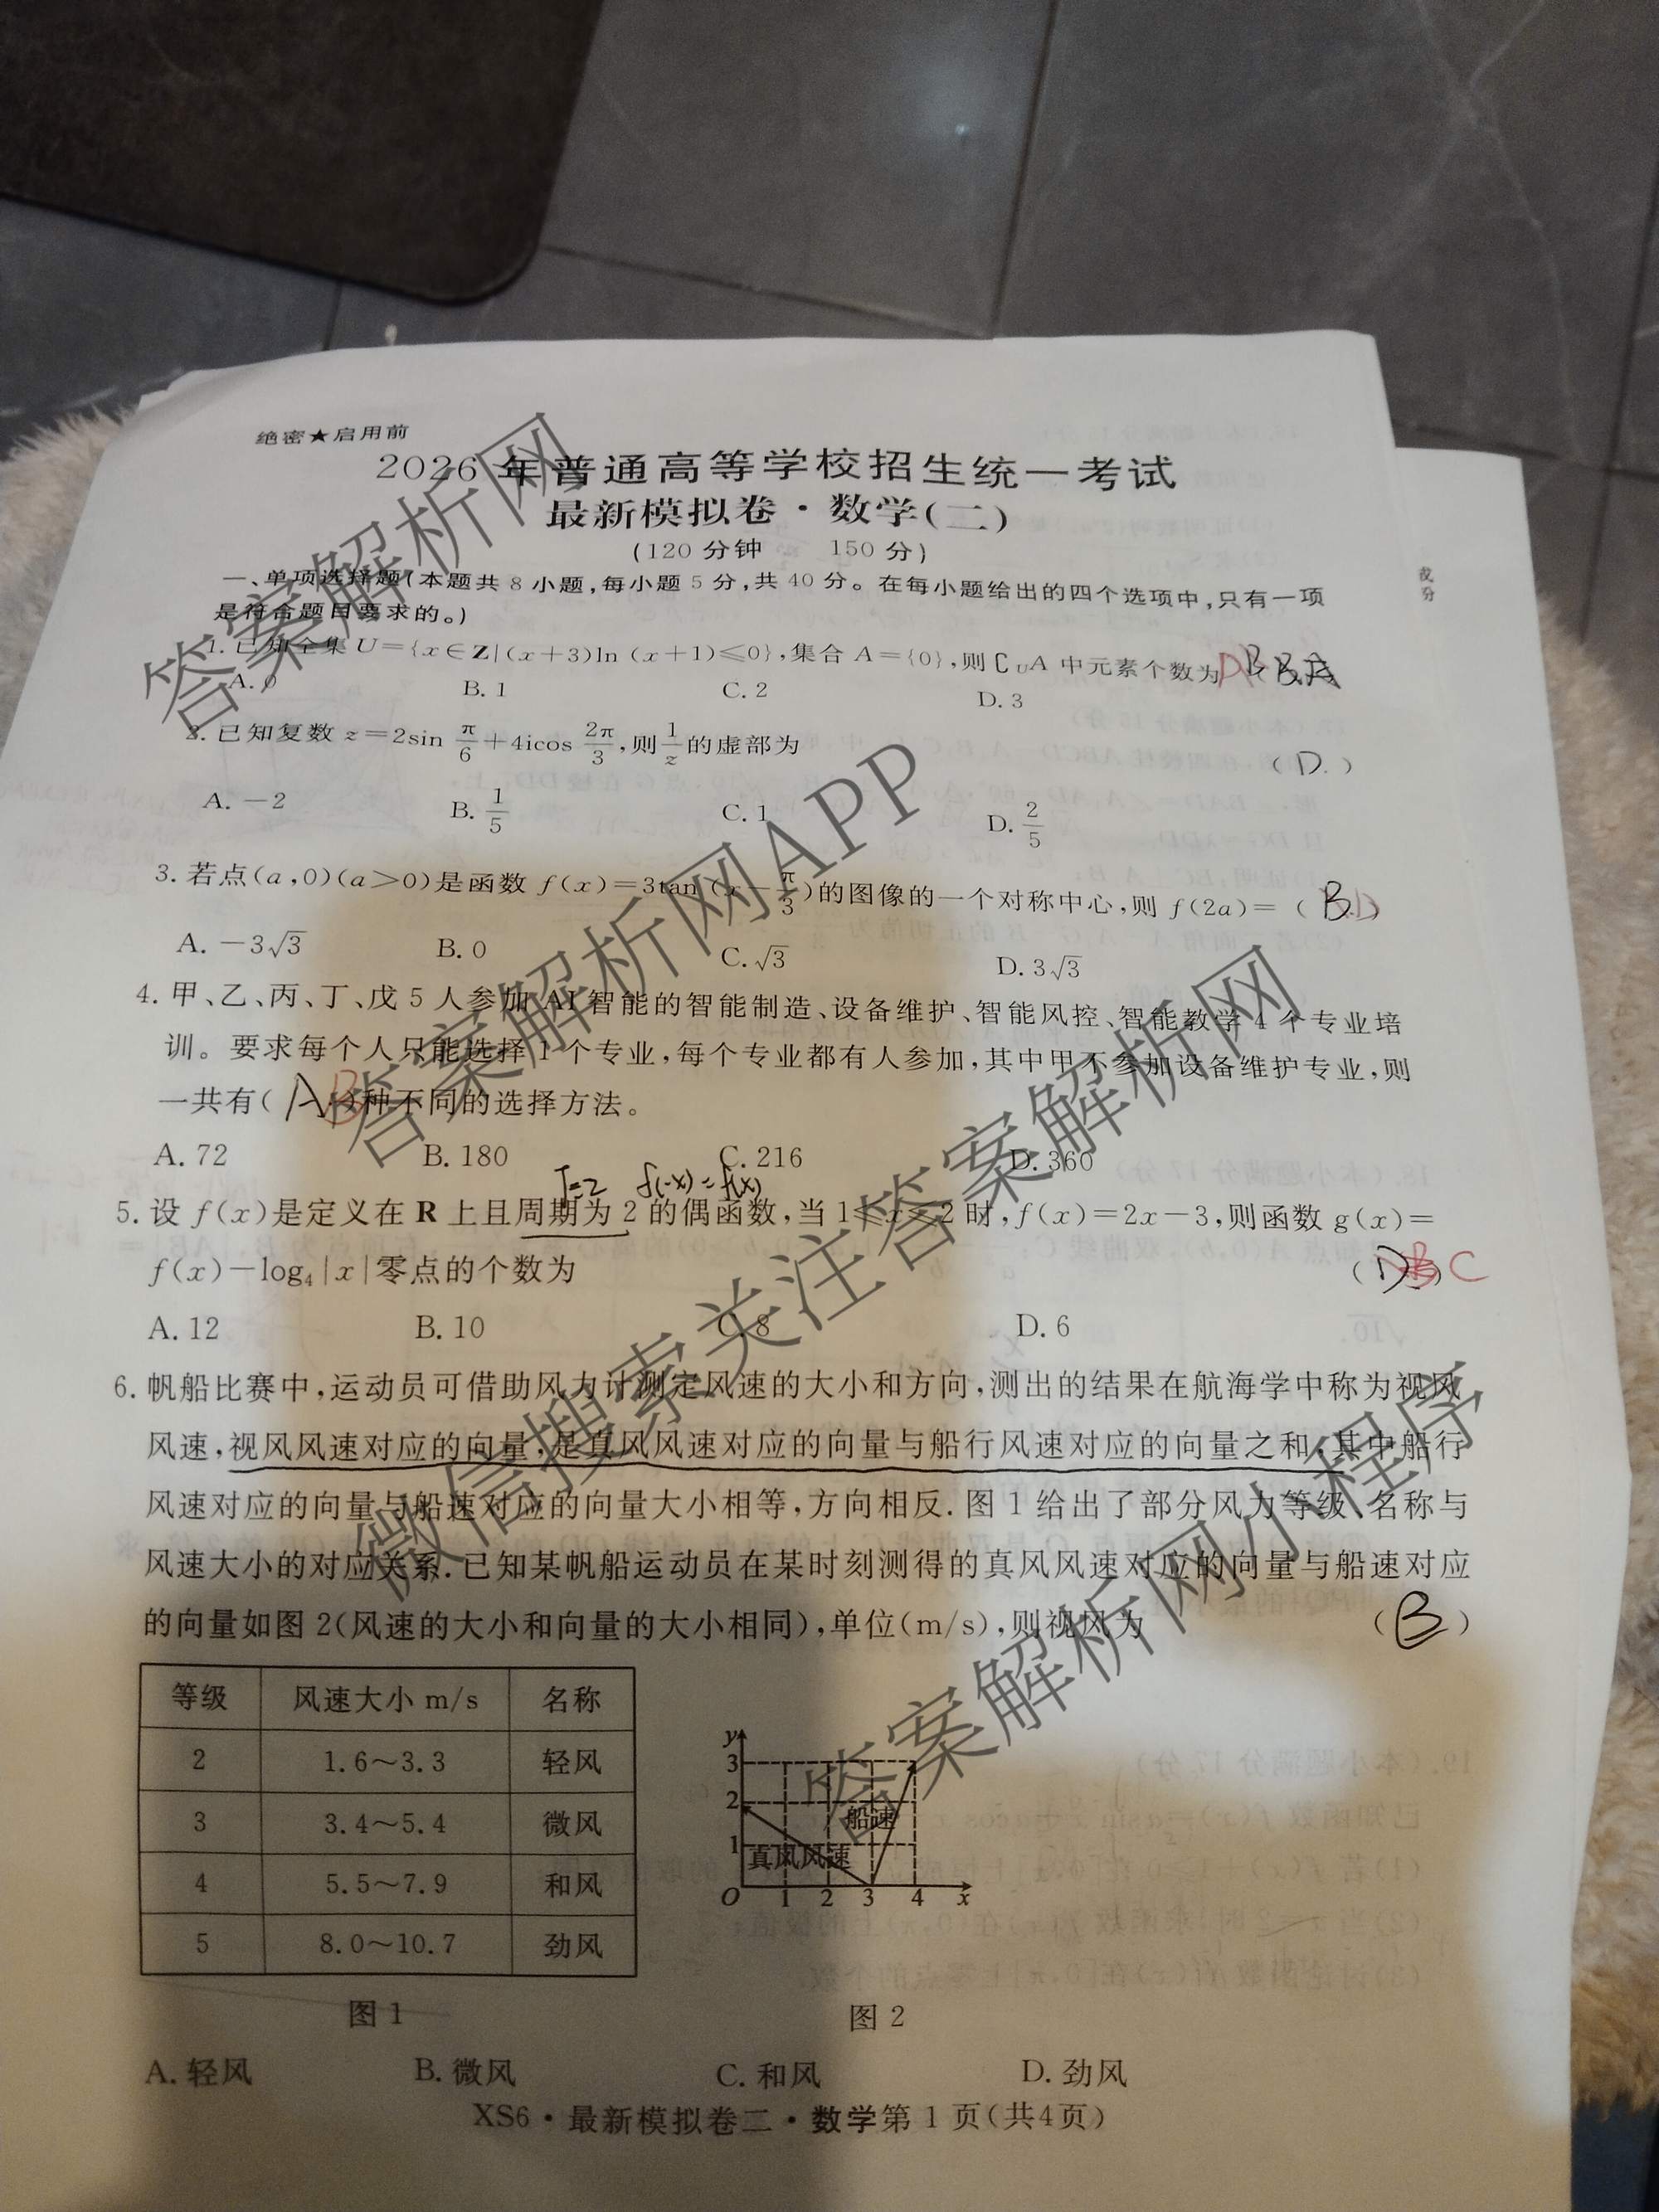 绝密★启用前
2026 年普通高等学校招生统一考试
最新模拟卷·数学(二)
(120 分钟 150 分)
一、单项选择题(本题共 8 小题,每小题 5 分,共 40 分。在每小题给出的四个选项中,只有一项
是符合题目要求的。)
1. 已知全集 U={x∈Z|(x+3)ln (x+1)≤0},集合 A={0},则∁UA 中元素个数为
A. 0 B. 1 C. 2 D. 3
2. 已知复数 z=2sin π/6+4icos 2π/3,则1/z的虚部为 (D.)
A. −2 B. 1/5 C. 1 D. 2/5
3. 若点(a,0)(a>0)是函数 f(x)=3tan (x−π/3)的图像的一个对称中心,则 f(2a)= ( B D )
A. −3√3 B. 0 C. √3 D. 3√3
4. 甲、乙、丙、丁、戊 5 人参加 AI 智能的智能制造、设备维护、智能风控、智能教学 4 个专业培
训。要求每个人只能选择 1 个专业,每个专业都有人参加,其中甲不参加设备维护专业,则
一共有( A B )种不同的选择方法。
A. 72 B. 180 C. 216 D. 360
T=2 f(-x)=f(x)
5. 设 f(x)是定义在 R 上且周期为 2 的偶函数,当 1≤x≤2 时,f(x)=2x−3,则函数 g(x)=
f(x)−log₄|x|零点的个数为 ( D ) C
A. 12 B. 10 C. 8 D. 6
6. 帆船比赛中,运动员可借助风力计测定风速的大小和方向,测出的结果在航海学中称为视风
风速,视风风速对应的向量,是真风风速对应的向量与船行风速对应的向量之和,其中船行
风速对应的向量与船速对应的向量大小相等,方向相反.图 1 给出了部分风力等级、名称与
风速大小的对应关系.已知某帆船运动员在某时刻测得的真风风速对应的向量与船速对应
的向量如图 2(风速的大小和向量的大小相同),单位(m/s),则视风为 (B)
等级 风速大小 m/s 名称
2 1.6～3.3 轻风
3 3.4～5.4 微风
4 5.5～7.9 和风
5 8.0～10.7 劲风
图 1
y
3
2
1
O 1 2 3 4 x
船速
真风风速
图 2
A. 轻风 B. 微风 C. 和风 D. 劲风
XS6·最新模拟卷二·数学第 1 页(共4页)
答案解析网
答案解析网APP
微信搜索关注答案解析网
答案解析网小程序